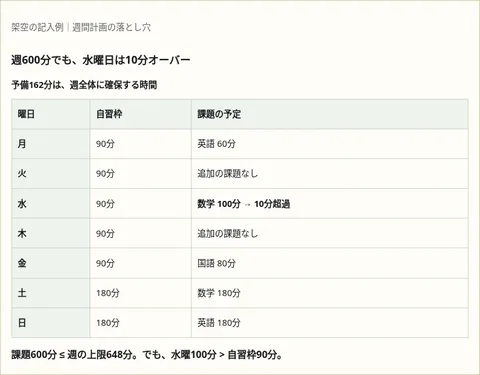 架空の記入例｜週間計画の落とし穴
週600分でも、水曜日は10分オーバー
予備162分は、週全体に確保する時間
曜日 自習枠 課題の予定
月 90分 英語 60分
火 90分 追加の課題なし
水 90分 数学 100分 → 10分超過
木 90分 追加の課題なし
金 90分 国語 80分
土 180分 数学 180分
日 180分 英語 180分
課題600分 ≤ 週の上限648分。でも、水曜100分 > 自習枠90分。